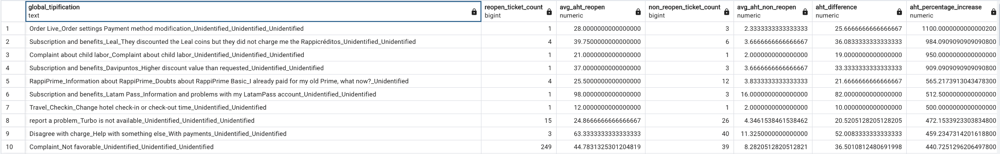 global_tipification reopen_ticket_count avg_aht_reopen non_reopen_ticket_count avg_aht_non_reopen aht_difference aht_percentage_increase
text bigint numeric bigint numeric numeric numeric
1 Order Live_Order settings Payment method modification_Unidentified_Unidentified_Unidentified 1 28.0000000000000000 3 2.3333333333333333 25.6666666666666667 1100.0000000000000200
2 Subscription and benefits_Leal_They discounted the Leal coins but they did not charge me the Rappicréditos_Unidentified_Unidentified 4 39.7500000000000000 6 3.6666666666666667 36.0833333333333333 984.0909090909090800
3 Complaint about child labor_Complaint about child labor_Unidentified_Unidentified_Unidentified 1 21.0000000000000000 1 2.0000000000000000 19.0000000000000000 950.0000000000000000
4 Subscription and benefits_Davipuntos_Higher discount value than requested_Unidentified_Unidentified 1 37.0000000000000000 3 3.6666666666666667 33.3333333333333333 909.0909090909090800
5 RappiPrime_Information about RappiPrime_Doubts about RappiPrime Basic_I already paid for my old Prime, what now?_Unidentified 4 25.5000000000000000 12 3.8333333333333333 21.6666666666666667 565.2173913043478300
6 Subscription and benefits_Latam Pass_Information and problems with my LatamPass account_Unidentified_Unidentified 1 98.0000000000000000 3 16.0000000000000000 82.0000000000000000 512.5000000000000000
7 Travel_Checkin_Change hotel check-in or check-out time_Unidentified_Unidentified 1 12.0000000000000000 1 2.0000000000000000 10.0000000000000000 500.0000000000000000
8 report a problem_Turbo is not available_Unidentified_Unidentified_Unidentified 15 24.8666666666666667 26 4.3461538461538462 20.5205128205128205 472.1533923303834800
9 Disagree with charge_Help with something else_With payments_Unidentified_Unidentified 3 63.3333333333333333 40 11.3250000000000000 52.0083333333333333 459.2347314201618800
10 Complaint_Not favorable_Unidentified_Unidentified_Unidentified 249 44.7831325301204819 39 8.2820512820512821 36.5010812480691998 440.7251296206497800